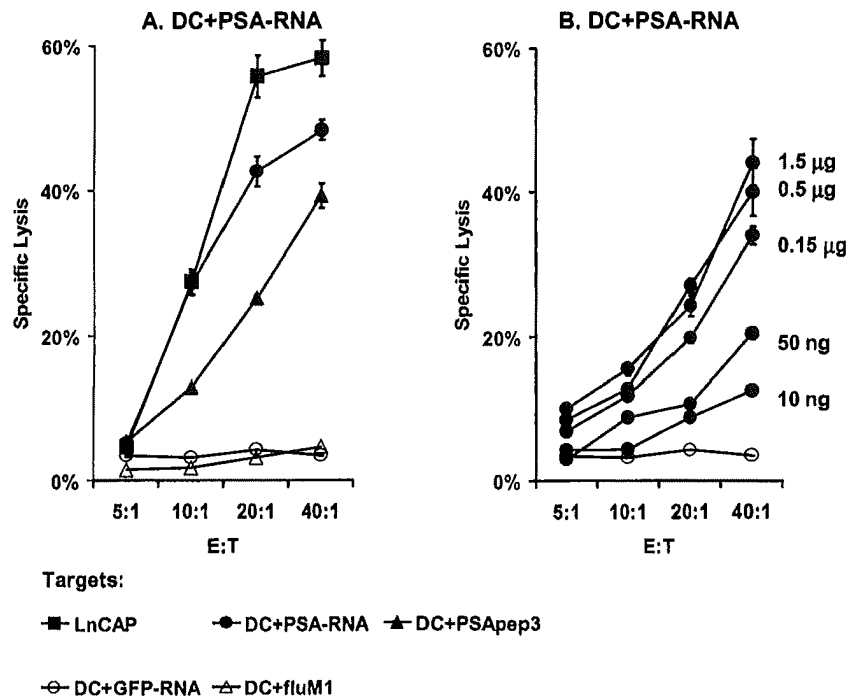 A. DC+PSA-RNA
60%
40%
20%
0%
Specific Lysis
5:1 10:1 20:1 40:1
E:T
B. DC+PSA-RNA
60%
40%
20%
0%
Specific Lysis
1.5 µg
0.5 µg
0.15 µg
50 ng
10 ng
5:1 10:1 20:1 40:1
E:T
Targets:
LnCAP DC+PSA-RNA DC+PSApep3
DC+GFP-RNA DC+fluM1